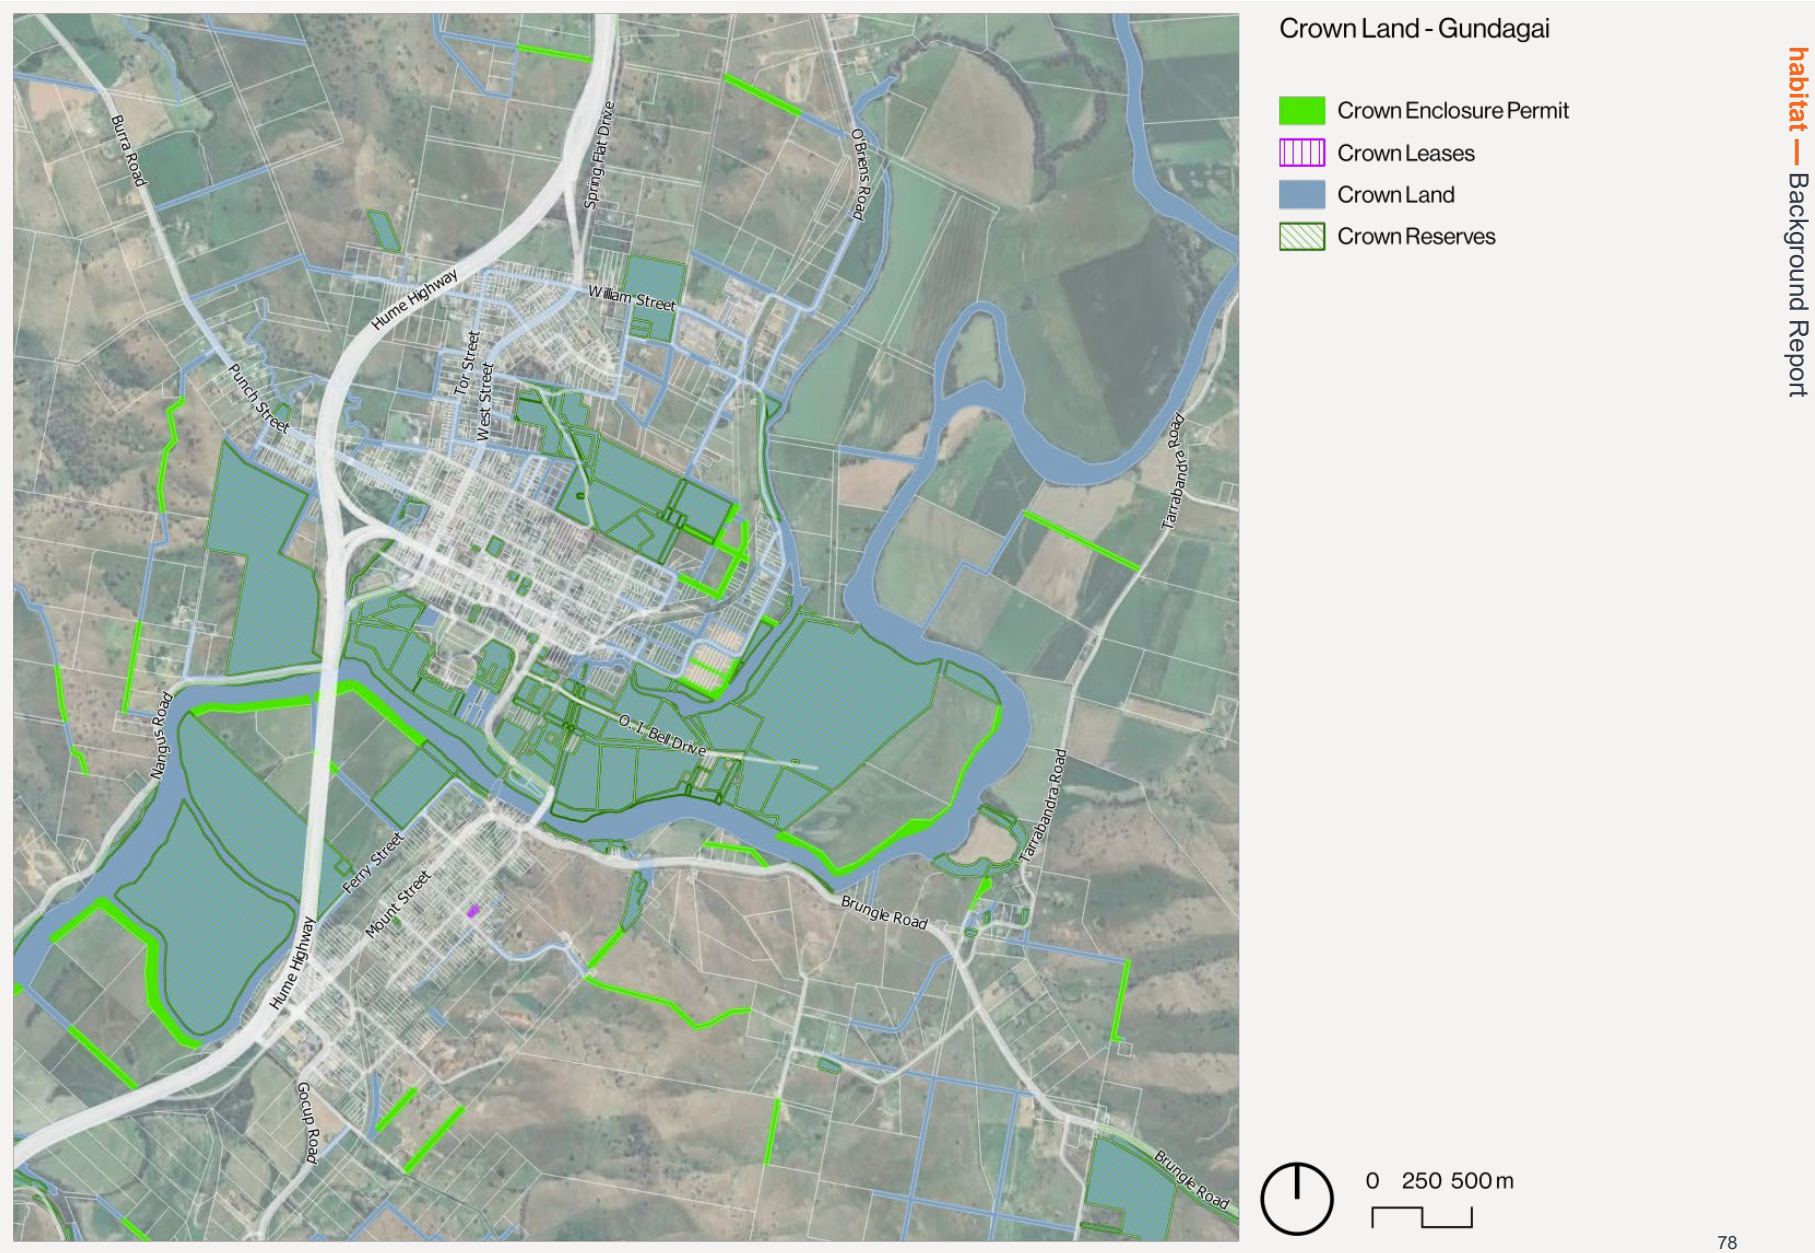 Crown Land - Gundagai
Crown Enclosure Permit
Crown Leases
Crown Land
Crown Reserves
habitat — Background Report
Burra Road
Spring Flat Drive
O'Briens Road
Hume Highway
William Street
Tor Street
West Street
Punch Street
Tarrabandra Road
Nangus Road
O. I. Bell Drive
Tarrabandra Road
Ferry Street
Mount Street
Brungle Road
Hume Highway
Gocup Road
Brungle Road
0 250 500 m
78